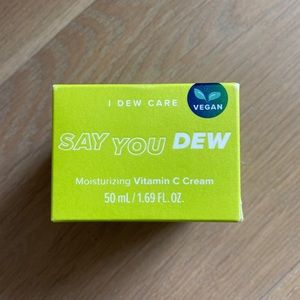 I DEW CARE
VEGAN
SAY YOU DEW
Moisturizing Vitamin C Cream
50 mL / 1.69 FL. OZ.